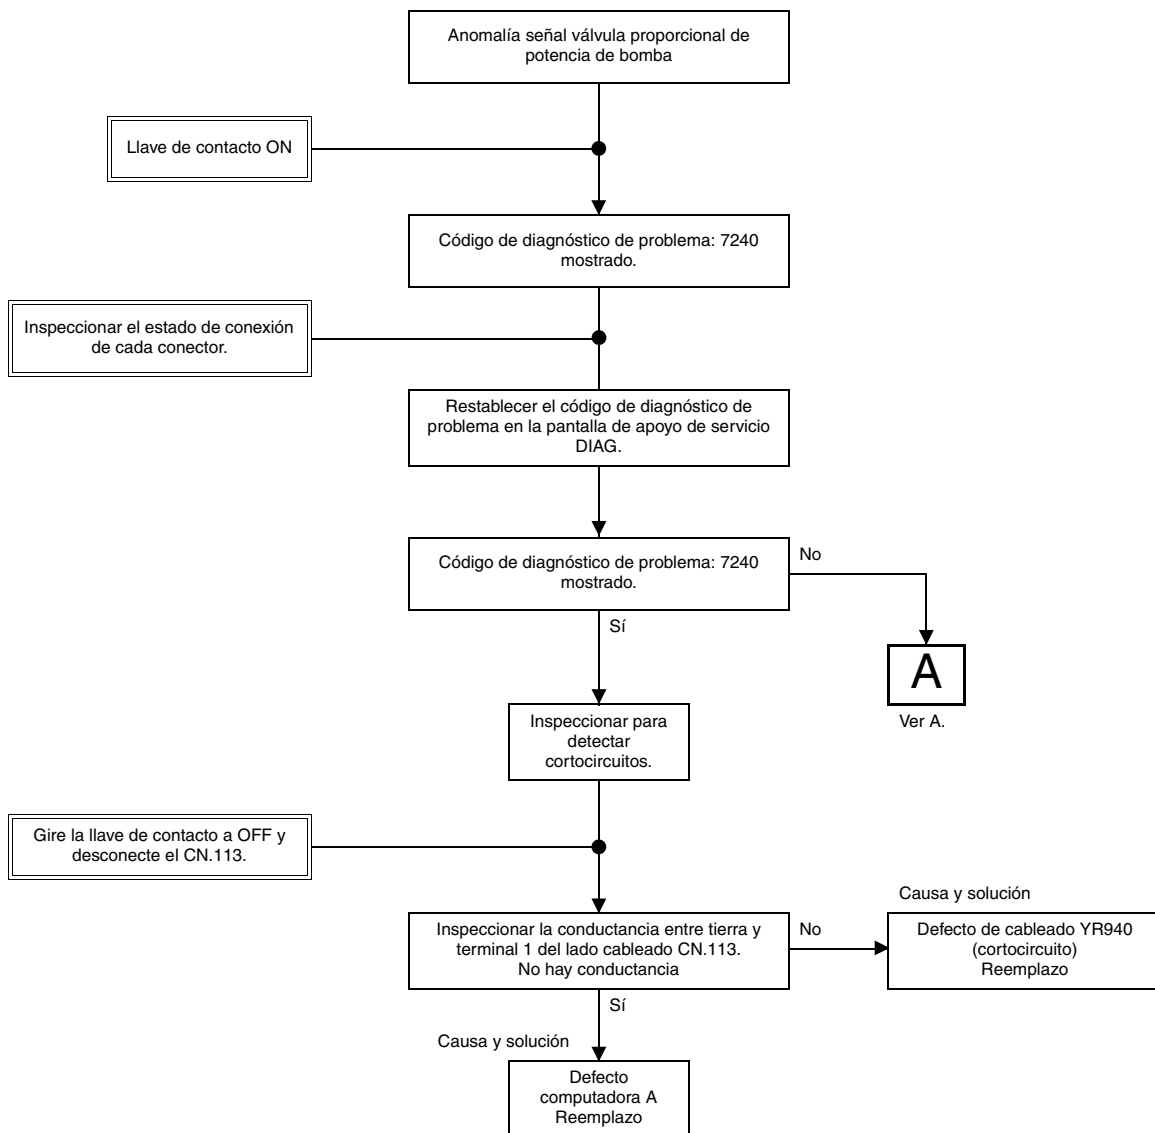 Anomalía señal válvula proporcional de
potencia de bomba
Llave de contacto ON
Código de diagnóstico de problema: 7240
mostrado.
Inspeccionar el estado de conexión
de cada conector.
Restablecer el código de diagnóstico de
problema en la pantalla de apoyo de servicio
DIAG.
Código de diagnóstico de problema: 7240
mostrado.
No
Sí
A
Ver A.
Inspeccionar para
detectar
cortocircuitos.
Gire la llave de contacto a OFF y
desconecte el CN.113.
Inspeccionar la conductancia entre tierra y
terminal 1 del lado cableado CN.113.
No hay conductancia
No
Causa y solución
Defecto de cableado YR940
(cortocircuito)
Reemplazo
Sí
Causa y solución
Defecto
computadora A
Reemplazo